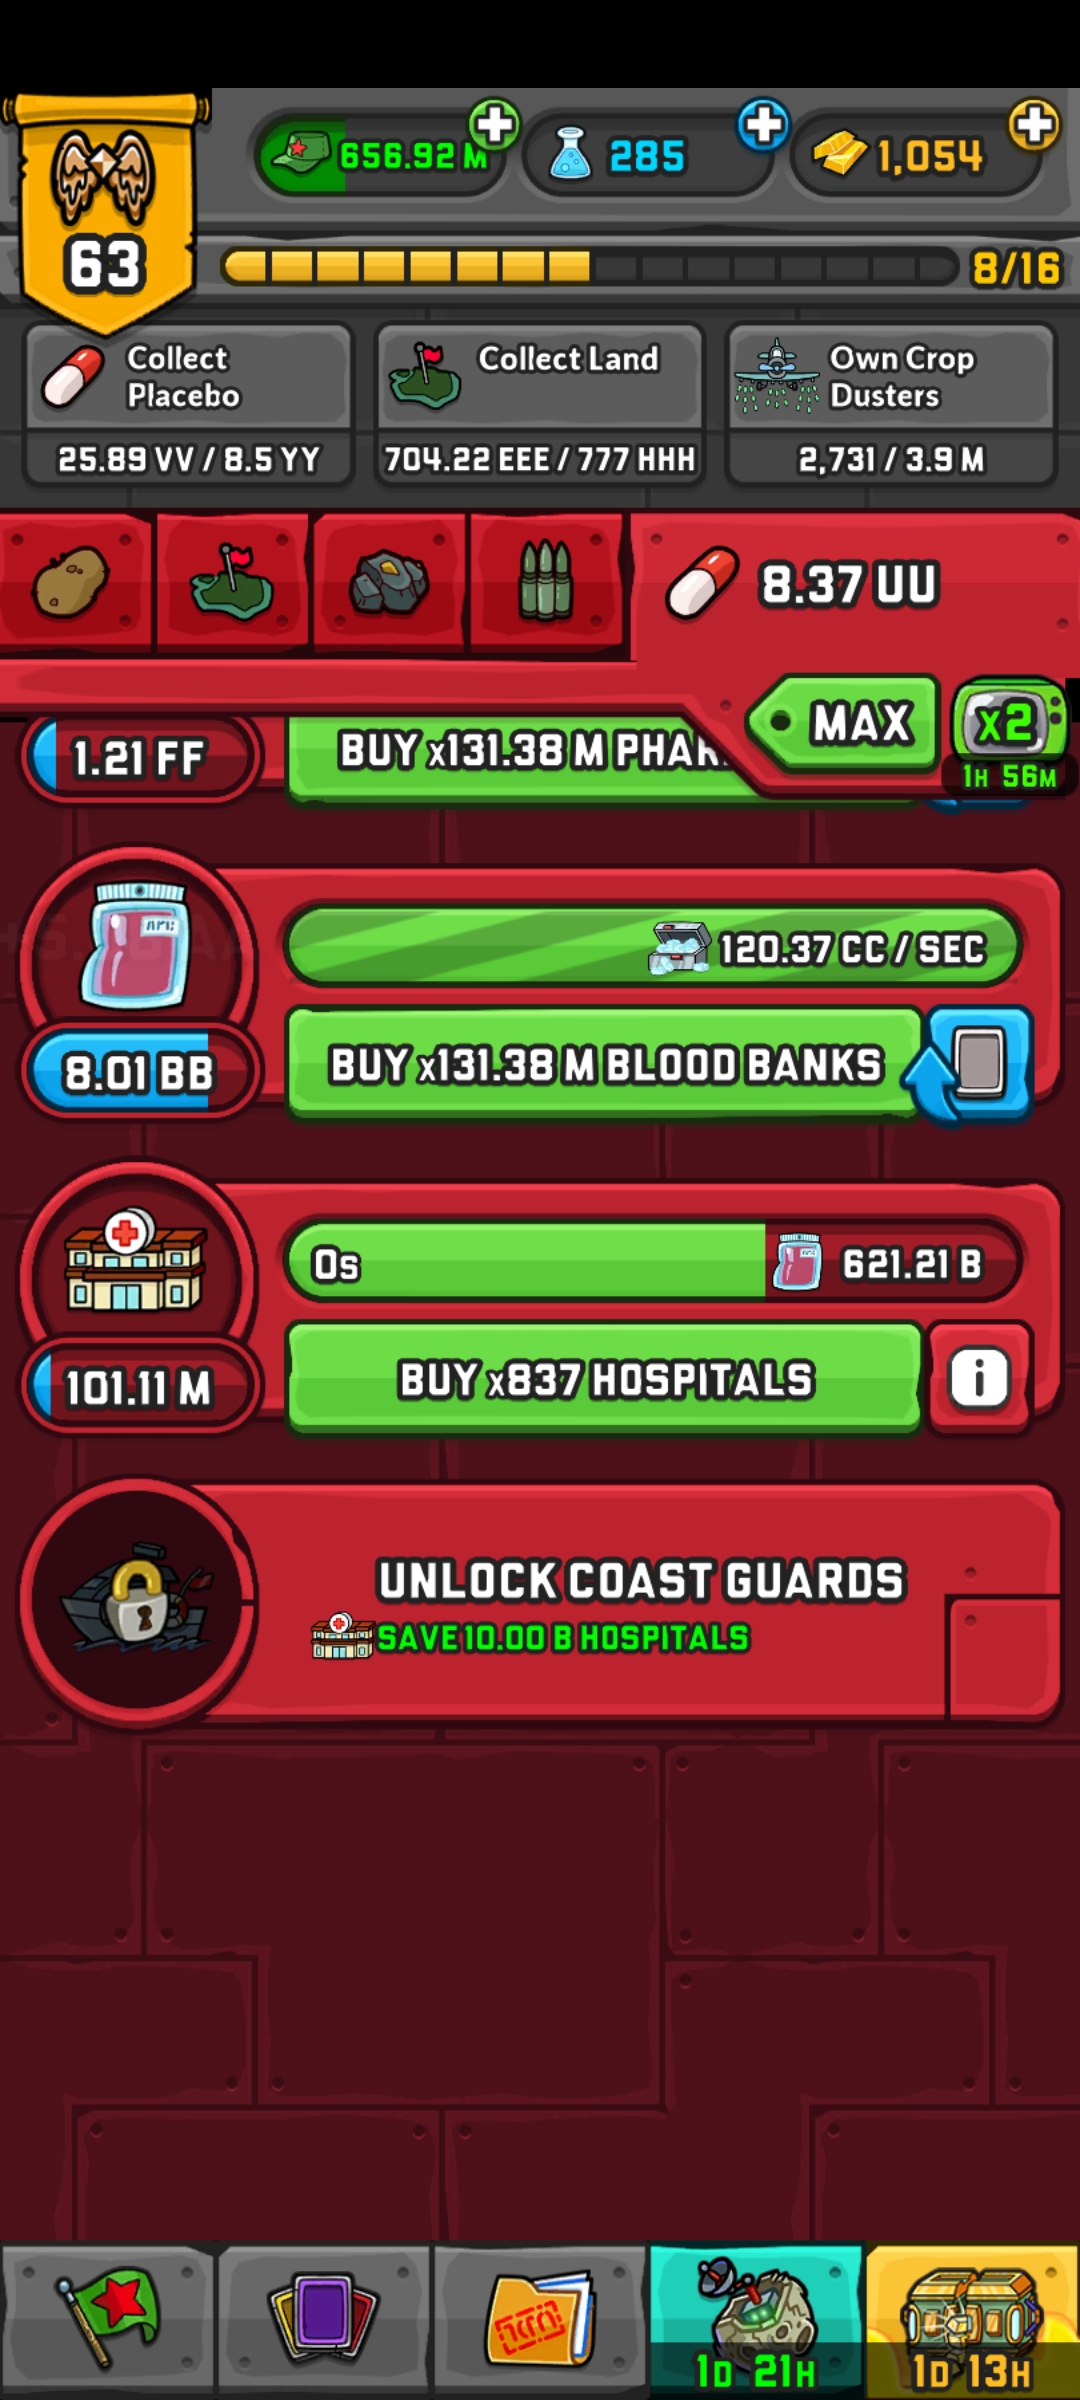 656.92 M
285
1,054
63
8/16
Collect
Placebo
25.89 VV / 8.5 YY
Collect Land
704.22 EEE / 777 HHH
Own Crop
Dusters
2,731 / 3.9 M
8.37 UU
MAX
x2
1H 56M
1.21 FF
BUY x131.38 M PHAR
120.37 CC / SEC
8.01 BB
BUY x131.38 M BLOOD BANKS
0s
621.21 B
101.11 M
BUY x837 HOSPITALS
i
UNLOCK COAST GUARDS
SAVE 10.00 B HOSPITALS
1D 21H
1D 13H